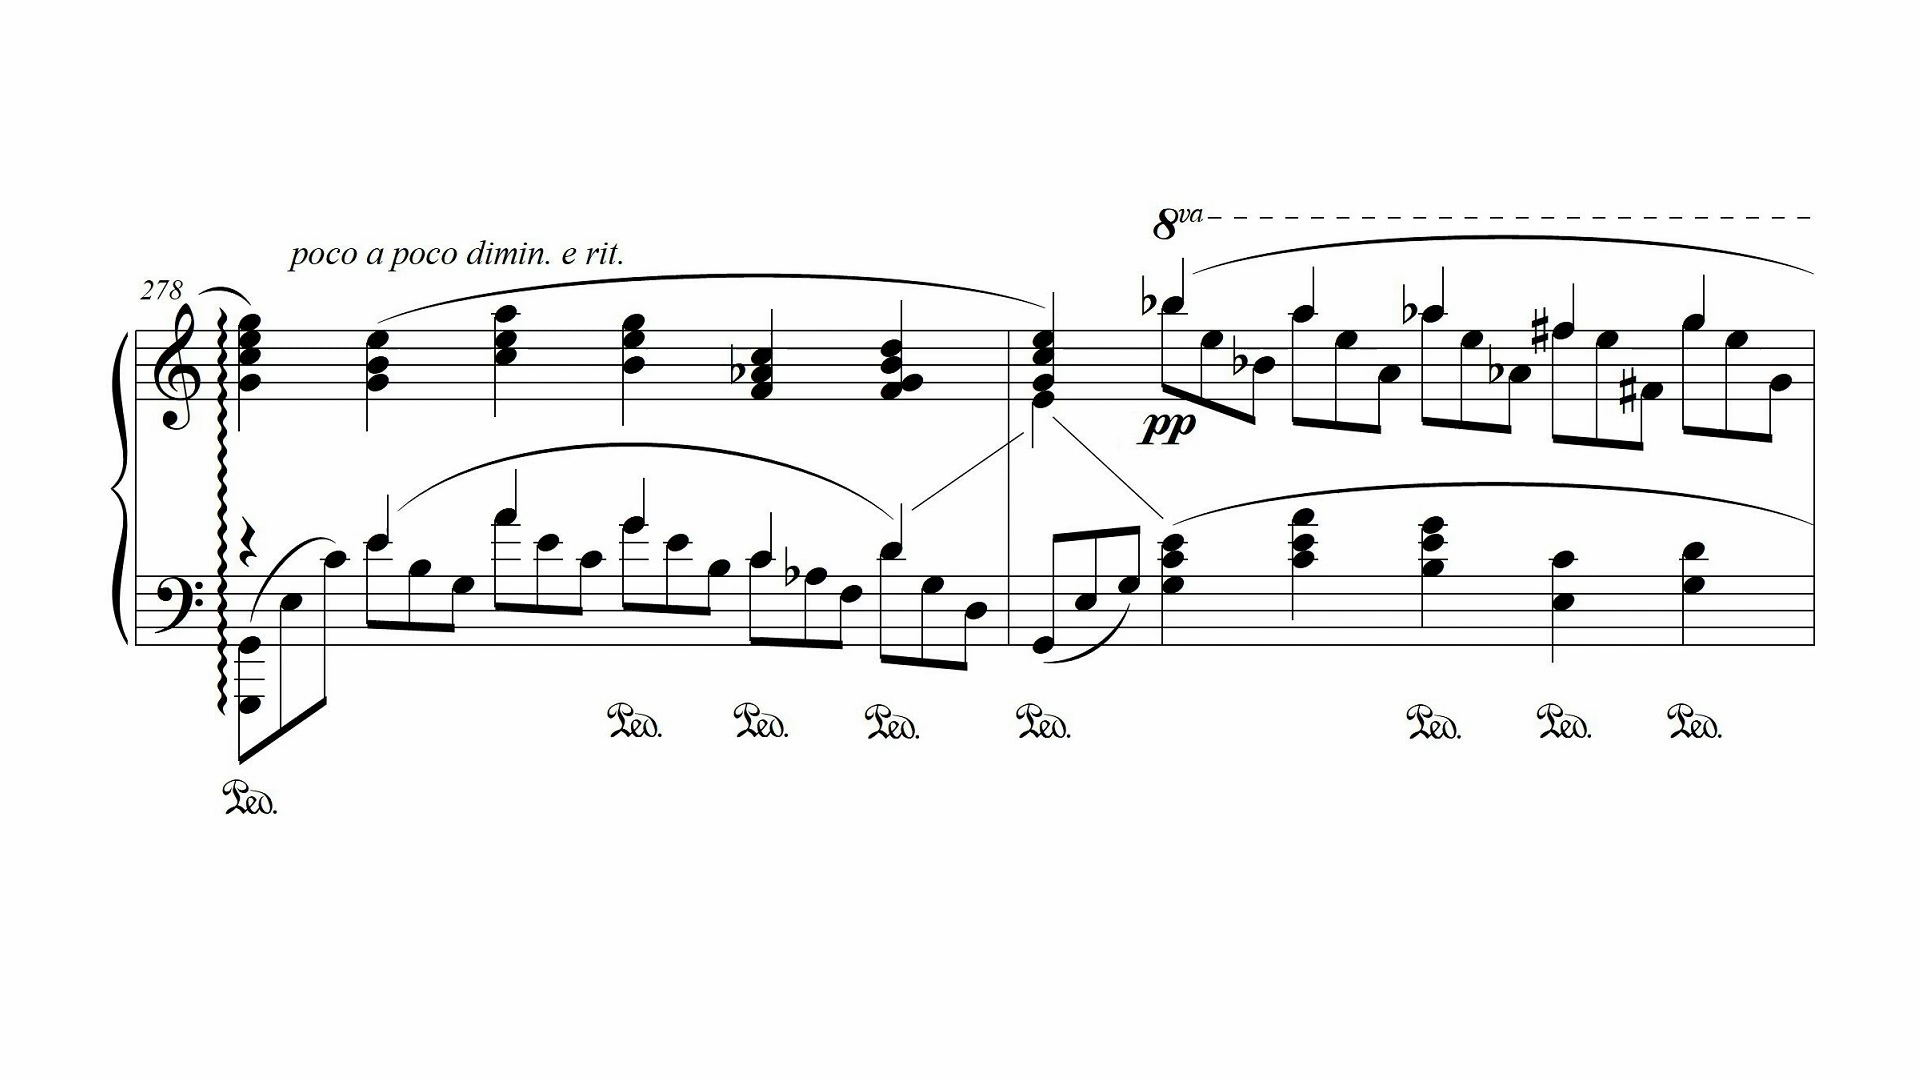 8va
poco a poco dimin. e rit.
278
pp
Ped. Ped. Ped. Ped. Ped. Ped. Ped.
Ped.